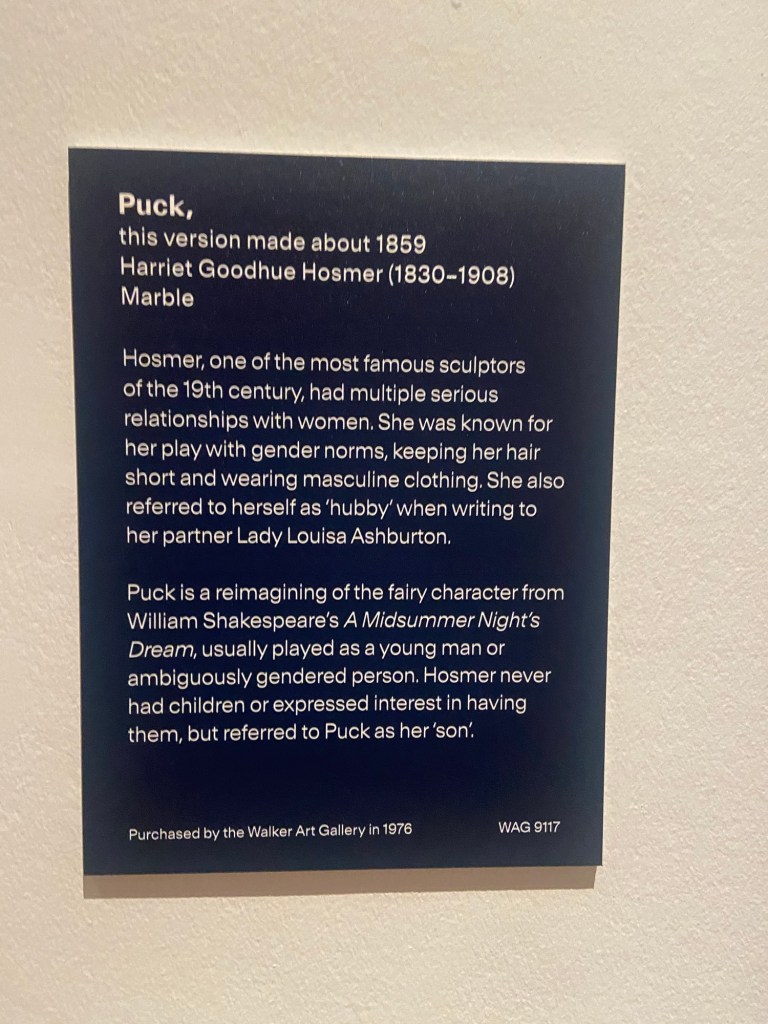 Puck,
this version made about 1859
Harriet Goodhue Hosmer (1830–1908)
Marble
Hosmer, one of the most famous sculptors
of the 19th century, had multiple serious
relationships with women. She was known for
her play with gender norms, keeping her hair
short and wearing masculine clothing. She also
referred to herself as ‘hubby’ when writing to
her partner Lady Louisa Ashburton.
Puck is a reimagining of the fairy character from
William Shakespeare’s A Midsummer Night’s
Dream, usually played as a young man or
ambiguously gendered person. Hosmer never
had children or expressed interest in having
them, but referred to Puck as her ‘son’.
Purchased by the Walker Art Gallery in 1976 WAG 9117